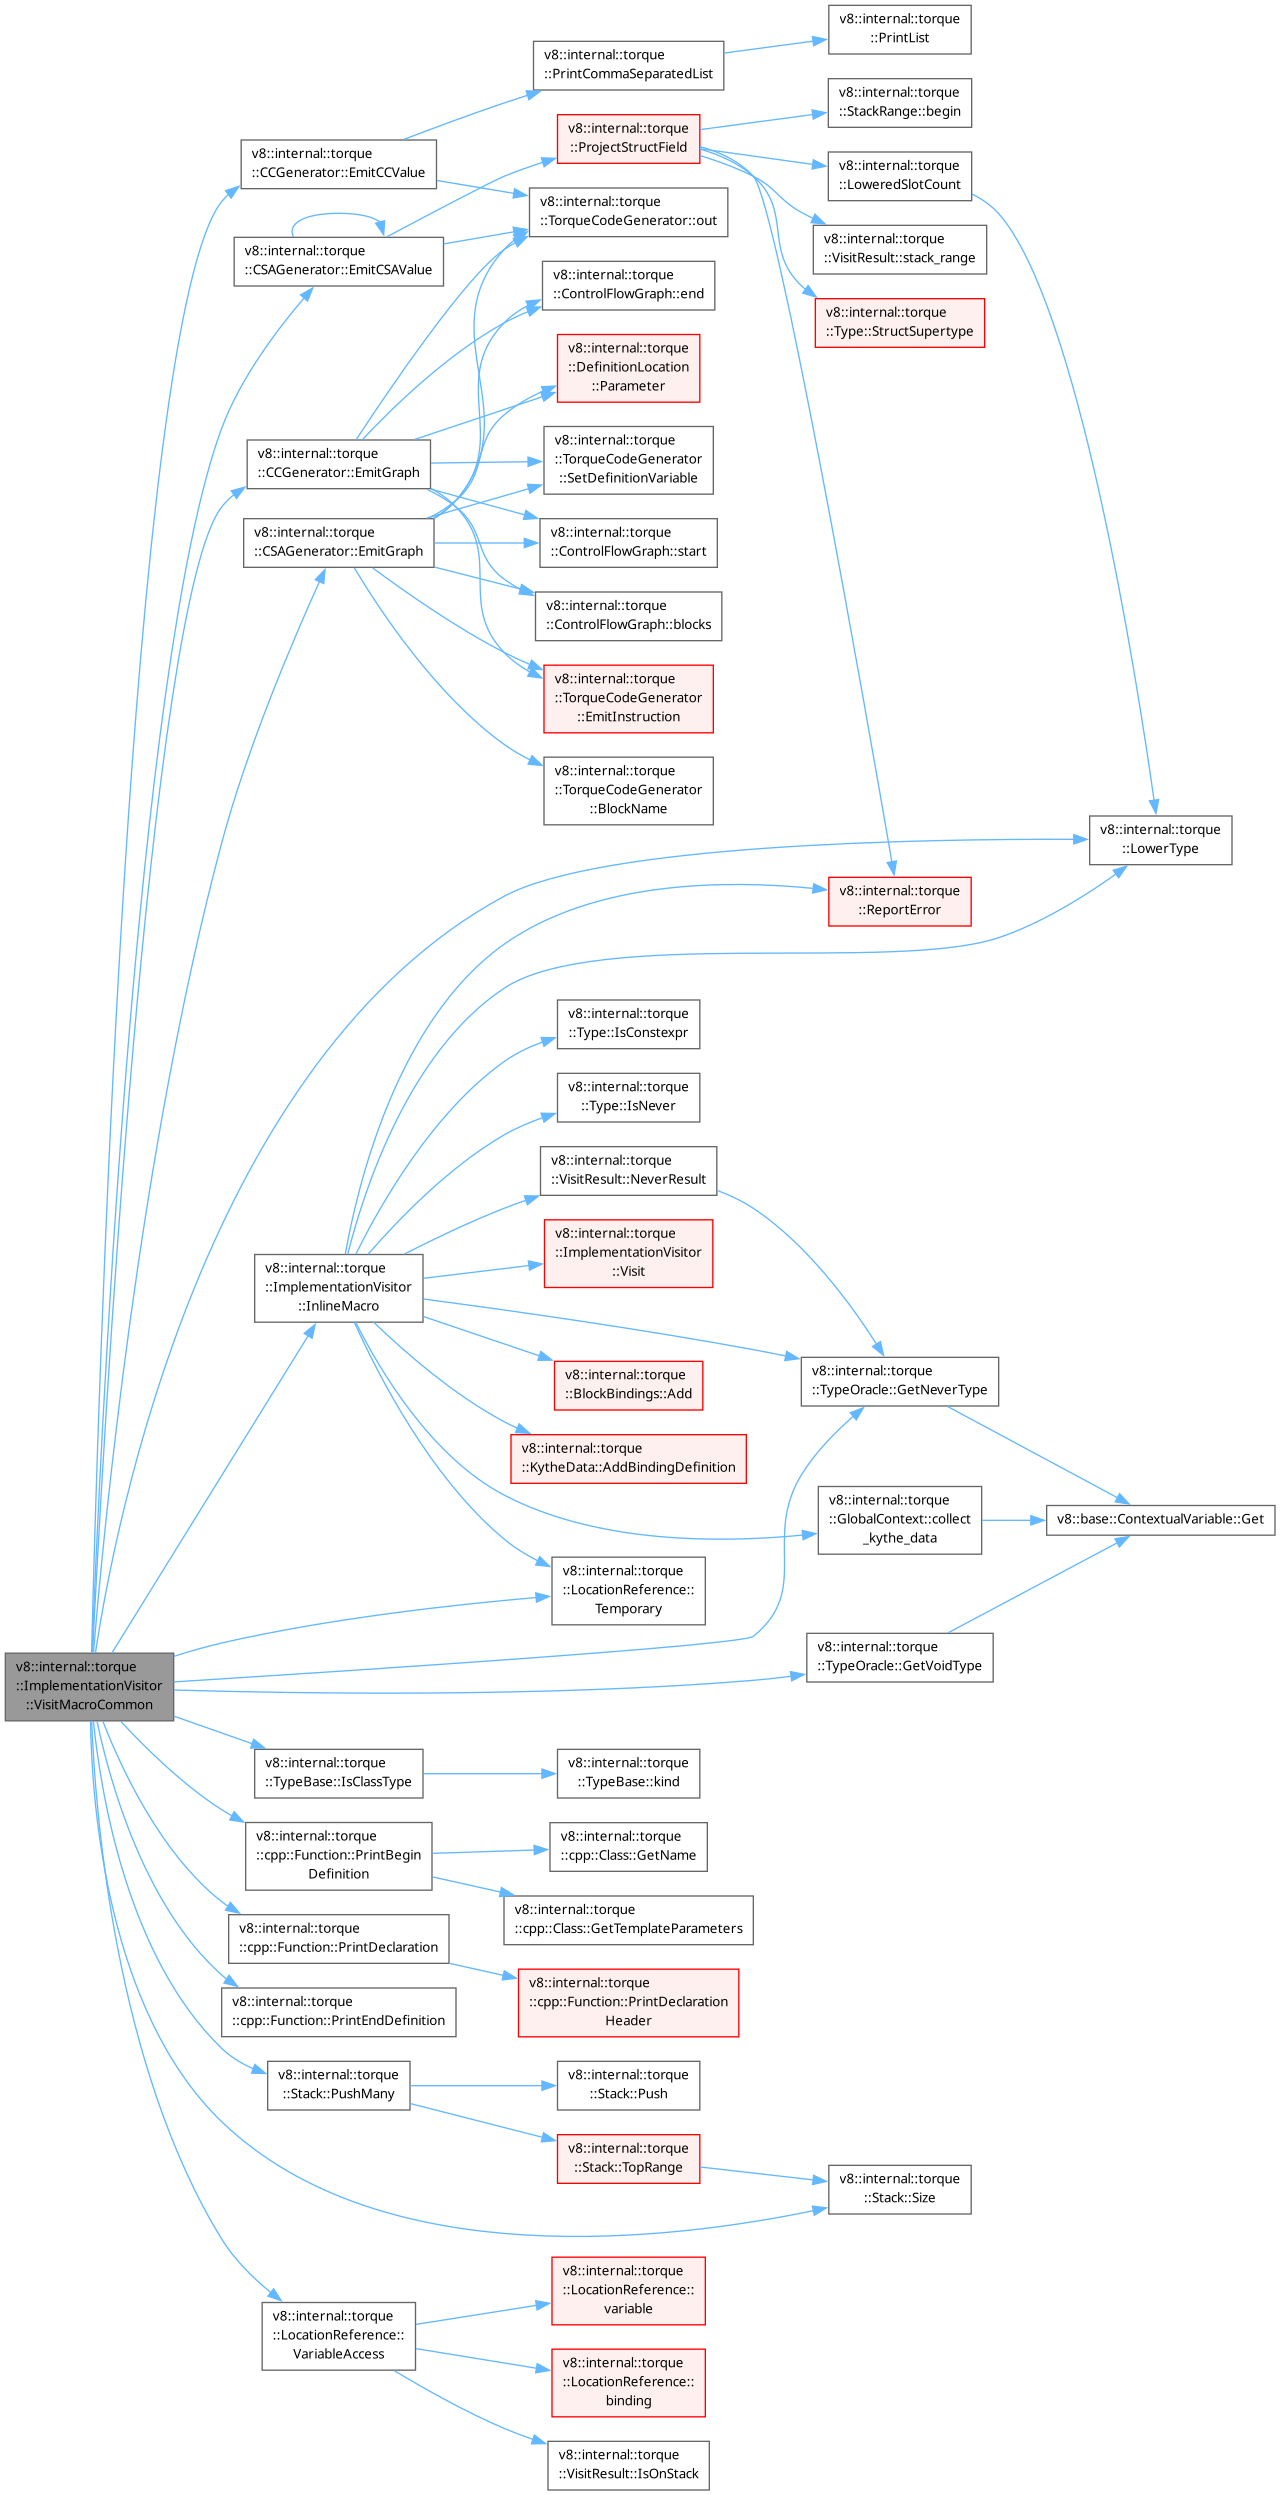 v8::internal::torque
::PrintList
v8::internal::torque
::PrintCommaSeparatedList
v8::internal::torque
::StackRange::begin
v8::internal::torque
::ProjectStructField
v8::internal::torque
::CCGenerator::EmitCCValue
v8::internal::torque
::LoweredSlotCount
v8::internal::torque
::TorqueCodeGenerator::out
v8::internal::torque
::CSAGenerator::EmitCSAValue
v8::internal::torque
::VisitResult::stack_range
v8::internal::torque
::ControlFlowGraph::end
v8::internal::torque
::Type::StructSupertype
v8::internal::torque
::DefinitionLocation
::Parameter
v8::internal::torque
::CCGenerator::EmitGraph
v8::internal::torque
::TorqueCodeGenerator
::SetDefinitionVariable
v8::internal::torque
::CSAGenerator::EmitGraph
v8::internal::torque
::ControlFlowGraph::start
v8::internal::torque
::ControlFlowGraph::blocks
v8::internal::torque
::TorqueCodeGenerator
::EmitInstruction
v8::internal::torque
::TorqueCodeGenerator
::BlockName
v8::internal::torque
::LowerType
v8::internal::torque
::ReportError
v8::internal::torque
::Type::IsConstexpr
v8::internal::torque
::Type::IsNever
v8::internal::torque
::VisitResult::NeverResult
v8::internal::torque
::ImplementationVisitor
::Visit
v8::internal::torque
::ImplementationVisitor
::InlineMacro
v8::internal::torque
::BlockBindings::Add
v8::internal::torque
::TypeOracle::GetNeverType
v8::internal::torque
::KytheData::AddBindingDefinition
v8::internal::torque
::GlobalContext::collect
_kythe_data
v8::base::ContextualVariable::Get
v8::internal::torque
::LocationReference::
Temporary
v8::internal::torque
::TypeOracle::GetVoidType
v8::internal::torque
::ImplementationVisitor
::VisitMacroCommon
v8::internal::torque
::TypeBase::IsClassType
v8::internal::torque
::TypeBase::kind
v8::internal::torque
::cpp::Function::PrintBegin
Definition
v8::internal::torque
::cpp::Class::GetName
v8::internal::torque
::cpp::Class::GetTemplateParameters
v8::internal::torque
::cpp::Function::PrintDeclaration
v8::internal::torque
::cpp::Function::PrintDeclaration
Header
v8::internal::torque
::cpp::Function::PrintEndDefinition
v8::internal::torque
::Stack::PushMany
v8::internal::torque
::Stack::Push
v8::internal::torque
::Stack::TopRange
v8::internal::torque
::Stack::Size
v8::internal::torque
::LocationReference::
variable
v8::internal::torque
::LocationReference::
VariableAccess
v8::internal::torque
::LocationReference::
binding
v8::internal::torque
::VisitResult::IsOnStack